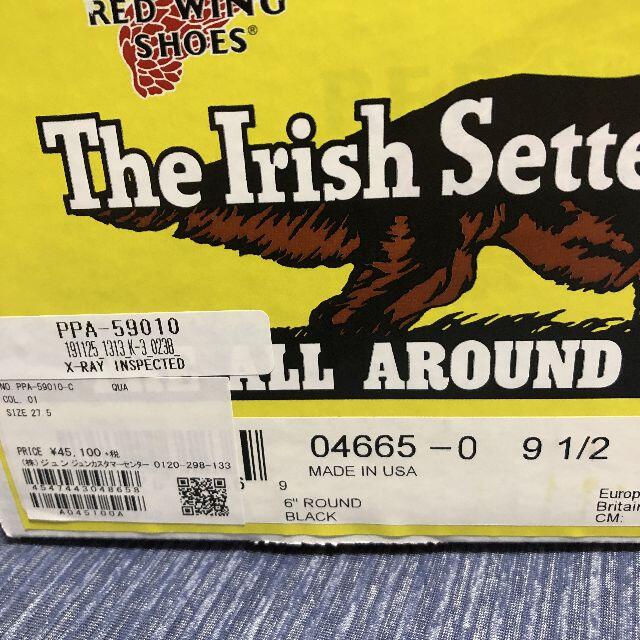 RED WING
SHOES®
The Irish Sette
ALL AROUND
PPA-59010
191125_1313_K-3_0238_
X-RAY INSPECTED
NO PPA-59010-C QUA
COL. 01
SIZE 27.5
PRICE ¥45,100+税
(株)ジュン ジュンカスタマーセンター 0120-298-133
4547443048658
A045100A
04665-0 9 1/2
MADE IN USA
9
6" ROUND
BLACK
Europ
Britain
CM: